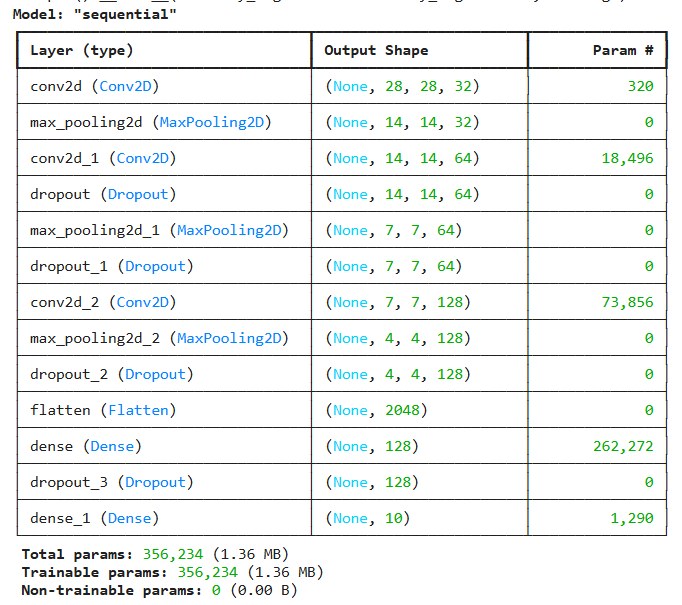 Model: "sequential"
Layer (type) Output Shape Param #
conv2d (Conv2D) (None, 28, 28, 32) 320
max_pooling2d (MaxPooling2D) (None, 14, 14, 32) 0
conv2d_1 (Conv2D) (None, 14, 14, 64) 18,496
dropout (Dropout) (None, 14, 14, 64) 0
max_pooling2d_1 (MaxPooling2D) (None, 7, 7, 64) 0
dropout_1 (Dropout) (None, 7, 7, 64) 0
conv2d_2 (Conv2D) (None, 7, 7, 128) 73,856
max_pooling2d_2 (MaxPooling2D) (None, 4, 4, 128) 0
dropout_2 (Dropout) (None, 4, 4, 128) 0
flatten (Flatten) (None, 2048) 0
dense (Dense) (None, 128) 262,272
dropout_3 (Dropout) (None, 128) 0
dense_1 (Dense) (None, 10) 1,290
Total params: 356,234 (1.36 MB)
Trainable params: 356,234 (1.36 MB)
Non-trainable params: 0 (0.00 B)